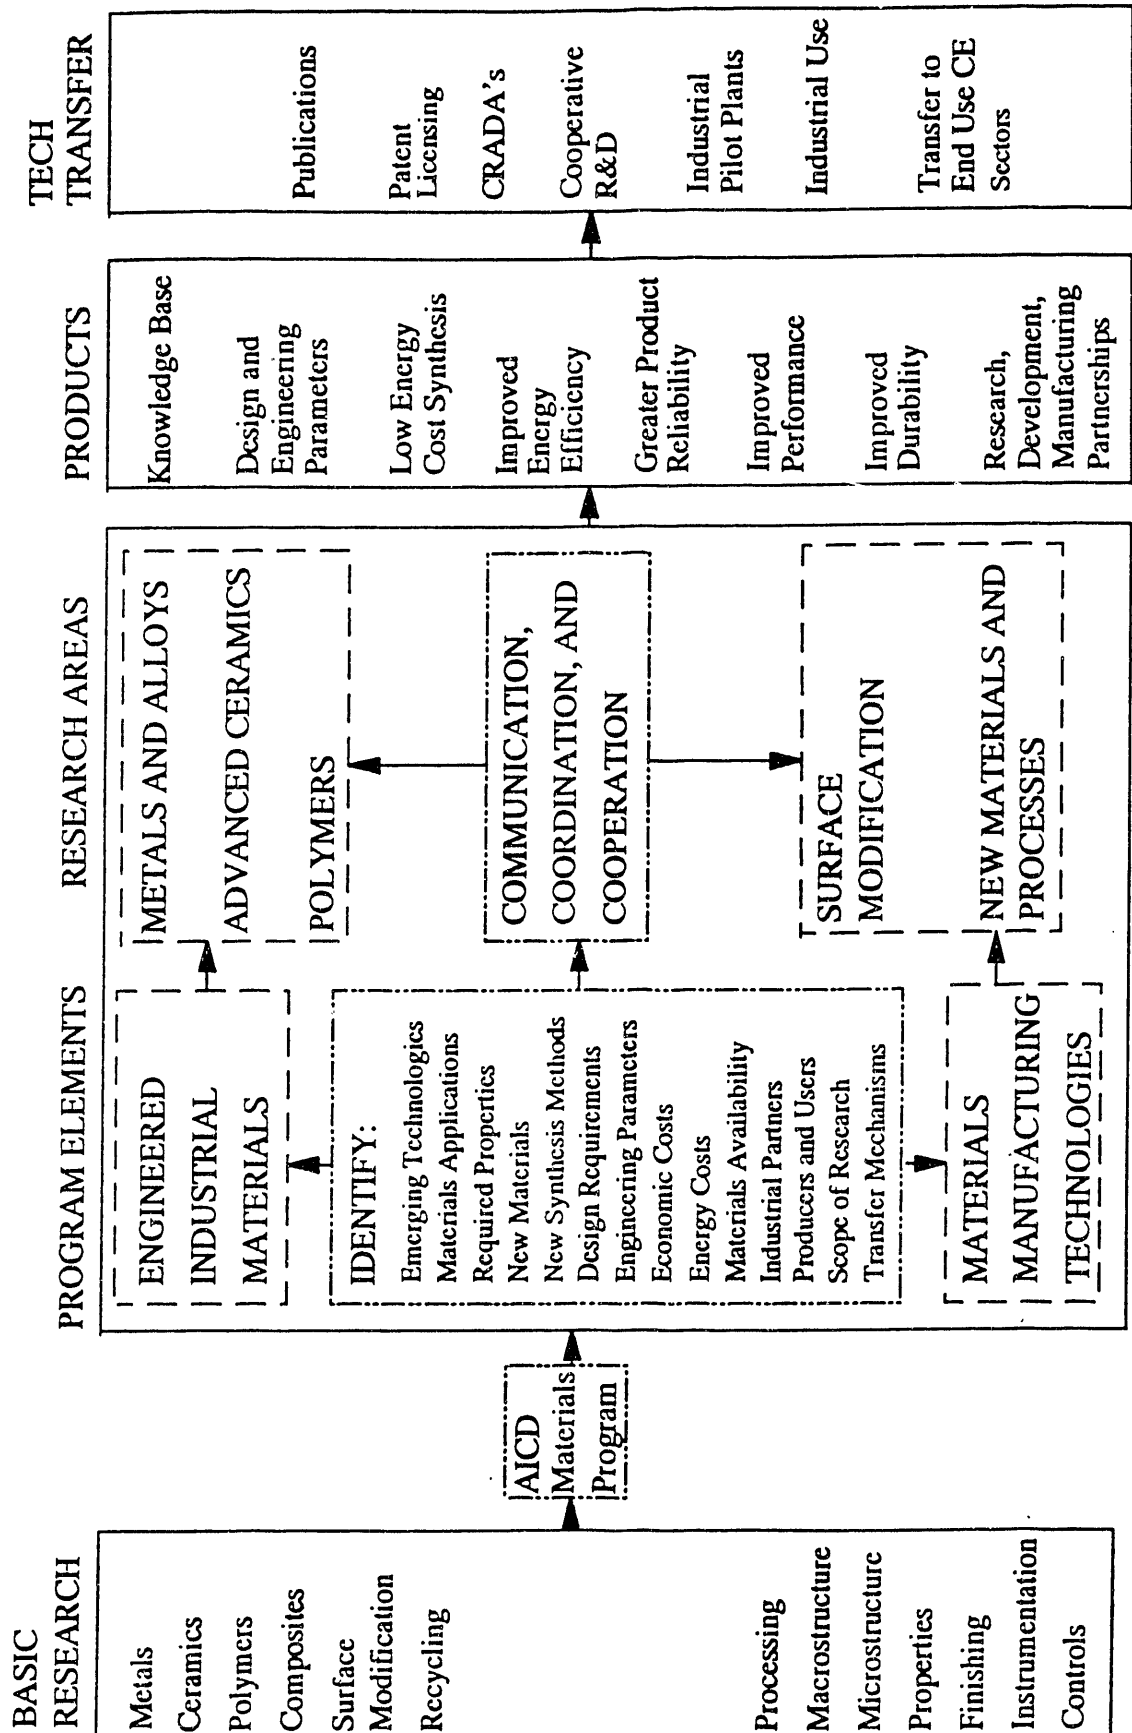 BASIC
RESEARCH
Metals
Ceramics
Polymers
Composites
Surface
Modification
Recycling
Processing
Macrostructure
Microstructure
Properties
Finishing
Instrumentation
Controls
AICD
Materials
Program
PROGRAM ELEMENTS
ENGINEERED
INDUSTRIAL
MATERIALS
IDENTIFY:
Emerging Technologies
Materials Applications
Required Properties
New Materials
New Synthesis Methods
Design Requirements
Engineering Parameters
Economic Costs
Energy Costs
Materials Availability
Industrial Partners
Producers and Users
Scope of Research
Transfer Mechanisms
MATERIALS
MANUFACTURING
TECHNOLOGIES
RESEARCH AREAS
METALS AND ALLOYS
ADVANCED CERAMICS
POLYMERS
COMMUNICATION,
COORDINATION, AND
COOPERATION
SURFACE
MODIFICATION
NEW MATERIALS AND
PROCESSES
PRODUCTS
Knowledge Base
Design and
Engineering
Parameters
Low Energy
Cost Synthesis
Improved
Energy
Efficiency
Greater Product
Reliability
Improved
Performance
Improved
Durability
Research,
Development,
Manufacturing
Partnerships
TECH
TRANSFER
Publications
Patent
Licensing
CRADA's
Cooperative
R&D
Industrial
Pilot Plants
Industrial Use
Transfer to
End Use CE
Sectors